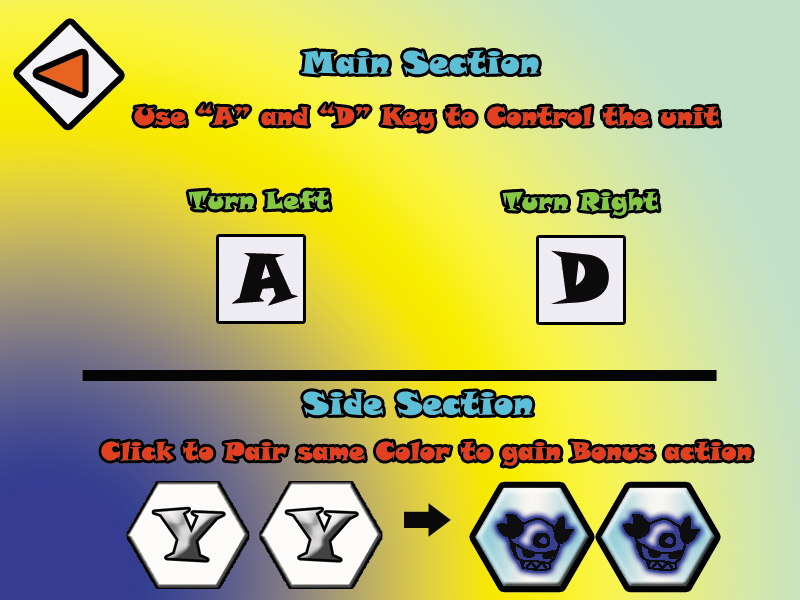 Main Section
Use “A” and “D” Key to Control the unit
Turn Left
Turn Right
A
D
Side Section
Click to Pair same Color to gain Bonus action
Y
Y